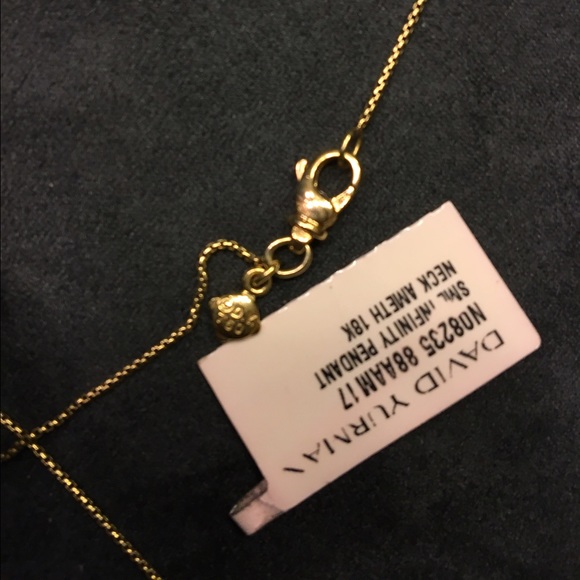 DAVID YURMAN
N08235 88AAM17
SML INFINITY PENDANT
NECK AMETH 18K